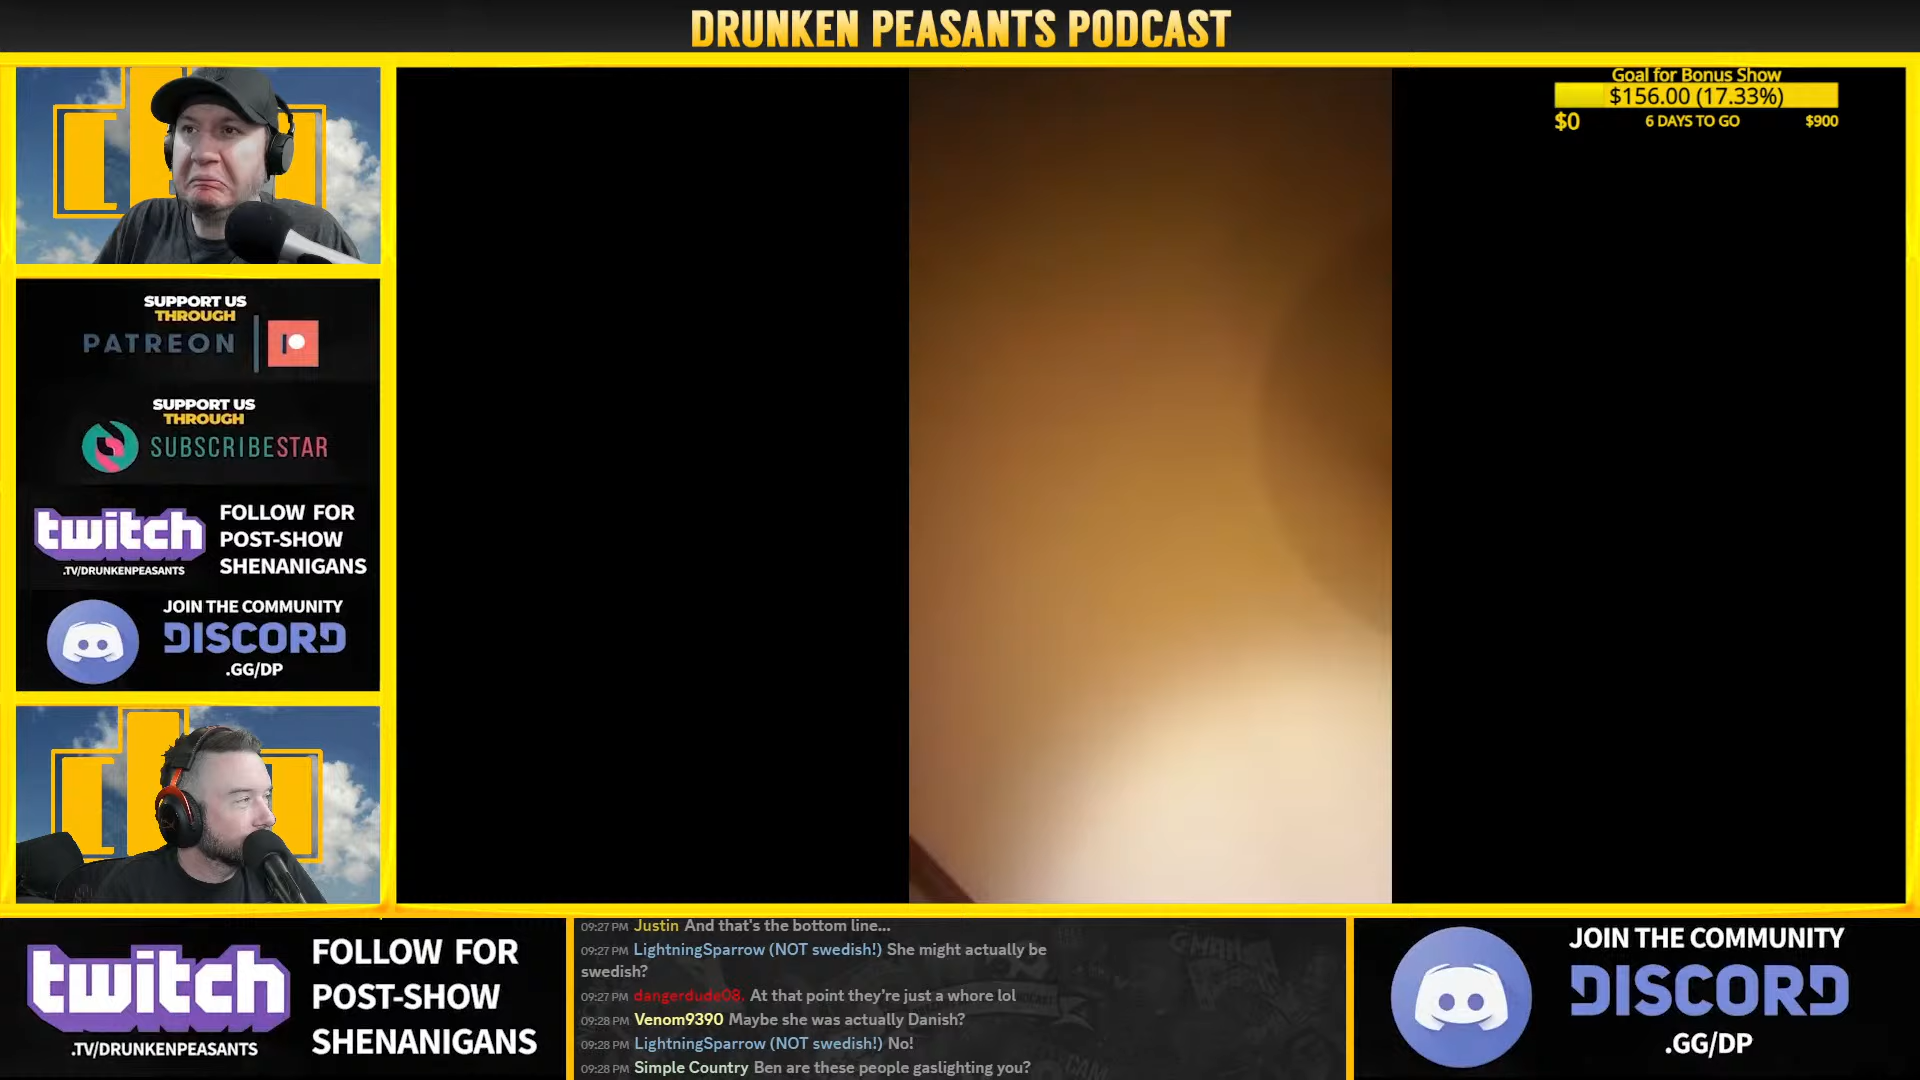 DRUNKEN PEASANTS PODCAST
Goal for Bonus Show
$156.00 (17.33%)
$0 6 DAYS TO GO $900
SUPPORT US
THROUGH
PATREON
SUPPORT US
THROUGH
SUBSCRIBESTAR
twitch
.TV/DRUNKENPEASANTS
FOLLOW FOR
POST-SHOW
SHENANIGANS
JOIN THE COMMUNITY
DISCORD
.GG/DP
twitch
.TV/DRUNKENPEASANTS
FOLLOW FOR
POST-SHOW
SHENANIGANS
09:27 PM Justin And that's the bottom line...
09:27 PM LightningSparrow (NOT swedish!) She might actually be
swedish?
09:27 PM dangerdude08. At that point they're just a whore lol
09:28 PM Venom9390 Maybe she was actually Danish?
09:28 PM LightningSparrow (NOT swedish!) No!
09:28 PM Simple Country Ben are these people gaslighting you?
JOIN THE COMMUNITY
DISCORD
.GG/DP